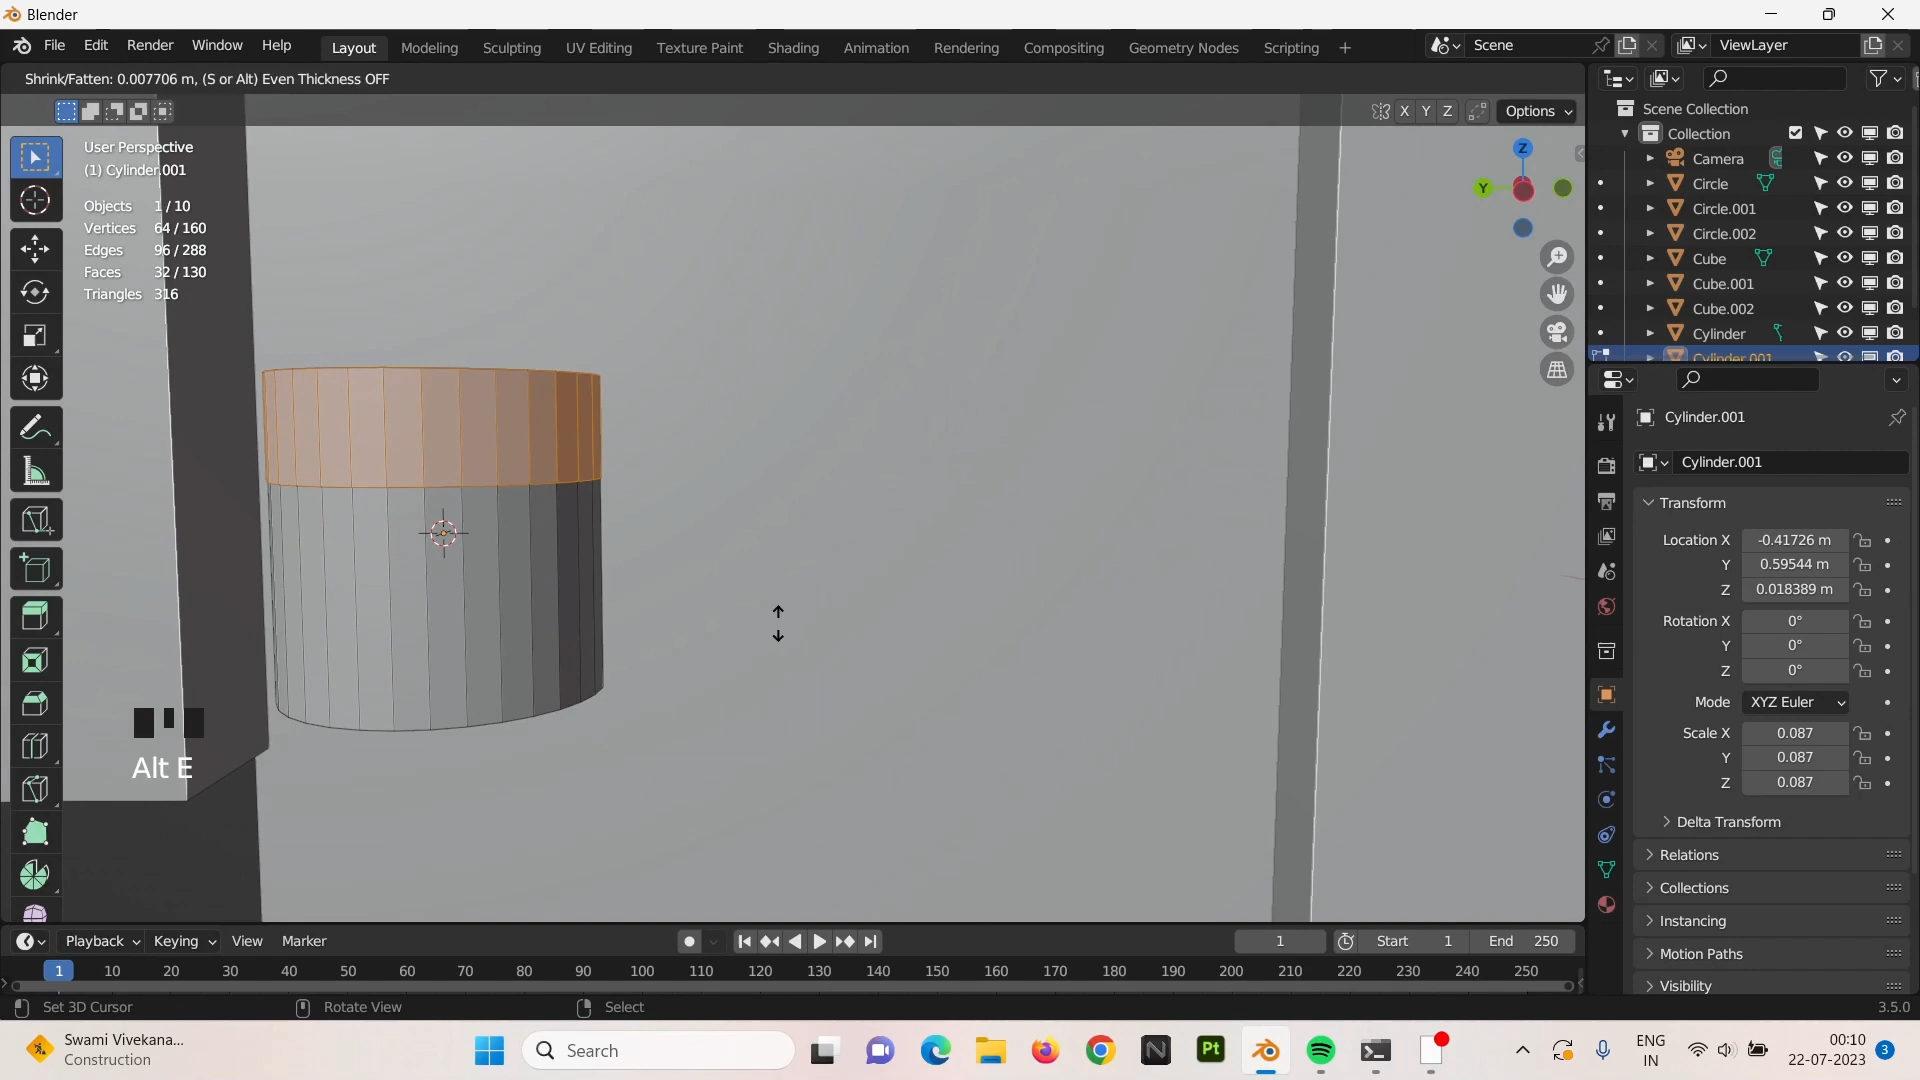 Blender
File Edit Render Window Help Layout Modeling Sculpting UV Editing Texture Paint Shading Animation Rendering Compositing Geometry Nodes Scripting + Scene ViewLayer
Shrink/Fatten: 0.007706 m, (S or Alt) Even Thickness OFF
X Y Z Options
User Perspective
(1) Cylinder.001
Objects 1 / 10
Vertices 64 / 160
Edges 96 / 288
Faces 32 / 130
Triangles 316
Z
Y
Alt E
Scene Collection
Collection
Camera
Circle
Circle.001
Circle.002
Cube
Cube.001
Cube.002
Cylinder
Cylinder.001
Cylinder.001
Cylinder.001
Transform
Location X -0.41726 m
Y 0.59544 m
Z 0.018389 m
Rotation X 0°
Y 0°
Z 0°
Mode XYZ Euler
Scale X 0.087
Y 0.087
Z 0.087
Delta Transform
Relations
Collections
Instancing
Motion Paths
Visibility
Playback Keying View Marker 1 Start 1 End 250
1 10 20 30 40 50 60 70 80 90 100 110 120 130 140 150 160 170 180 190 200 210 220 230 240 250
Set 3D Cursor Rotate View Select 3.5.0
Swami Vivekana...
Construction
Search
Pt
ENG
IN
00:10
22-07-2023
3